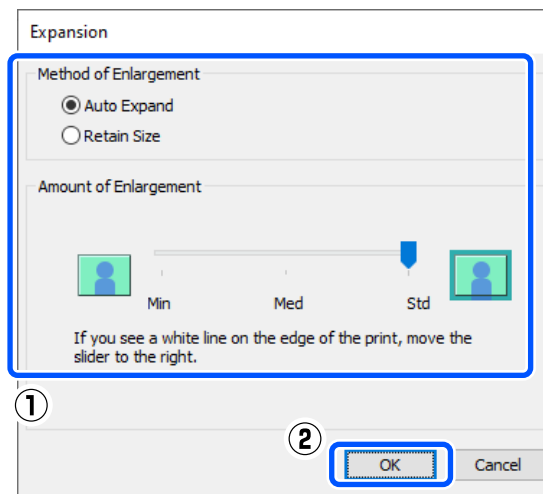 Expansion
Method of Enlargement
Auto Expand
Retain Size
Amount of Enlargement
Min Med Std
If you see a white line on the edge of the print, move the
slider to the right.
①
②
OK Cancel